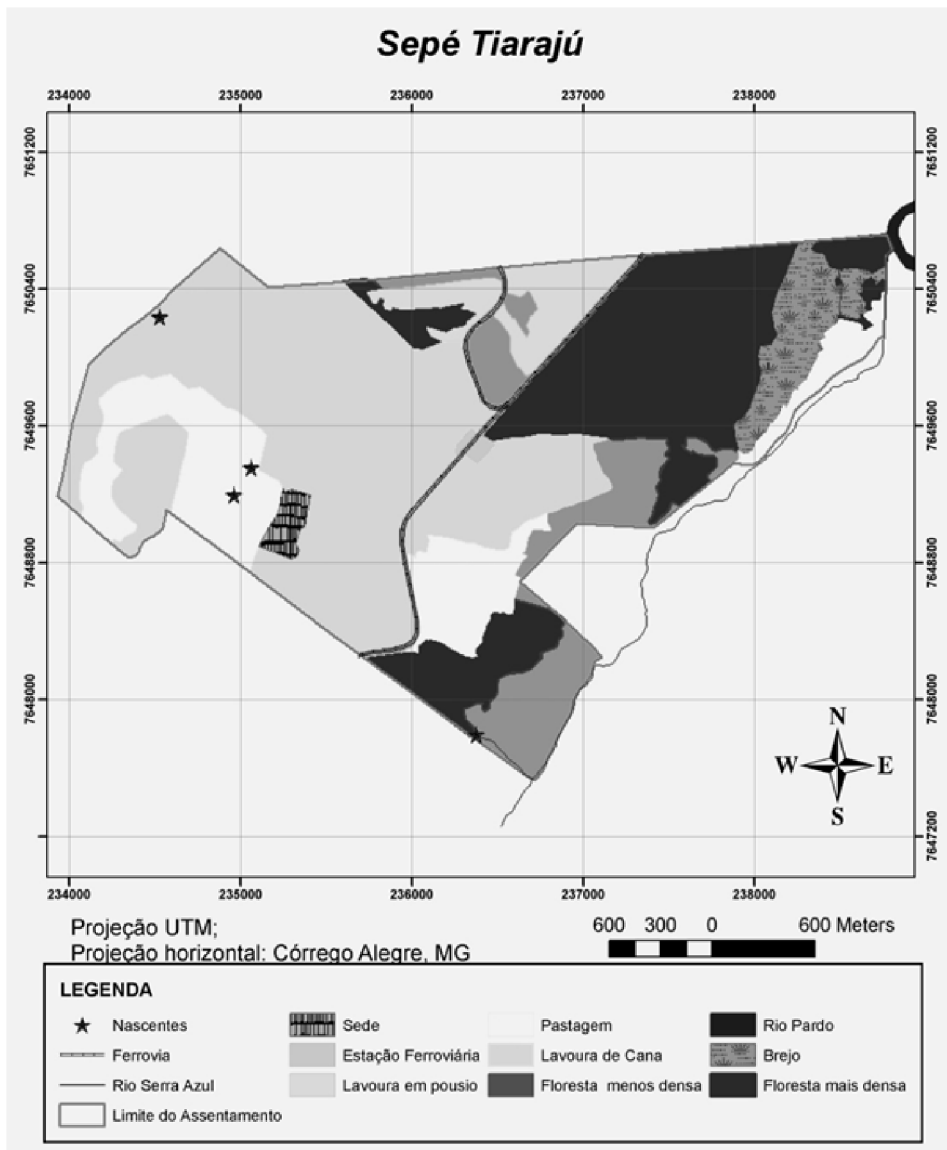 Sepé Tiarajú
234000 235000 236000 237000 238000
7651200 7651200
7650400 7650400
7649600 7649600
7648800 7648800
7648000 7648000
7647200 7647200
N
W E
S
234000 235000 236000 237000 238000
Projeção UTM;
Projeção horizontal: Córrego Alegre, MG
600 300 0 600 Meters
LEGENDA
Nascentes Sede Pastagem Rio Pardo
Ferrovia Estação Ferroviária Lavoura de Cana Brejo
Rio Serra Azul Lavoura em pousio Floresta menos densa Floresta mais densa
Limite do Assentamento